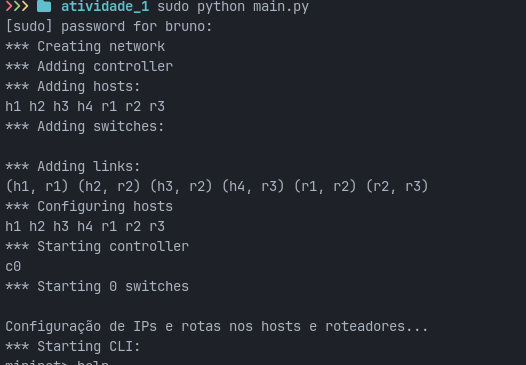 ❯❯❯ atividade_1 sudo python main.py
[sudo] password for bruno:
*** Creating network
*** Adding controller
*** Adding hosts:
h1 h2 h3 h4 r1 r2 r3
*** Adding switches:
*** Adding links:
(h1, r1) (h2, r2) (h3, r2) (h4, r3) (r1, r2) (r2, r3)
*** Configuring hosts
h1 h2 h3 h4 r1 r2 r3
*** Starting controller
c0
*** Starting 0 switches
Configuração de IPs e rotas nos hosts e roteadores...
*** Starting CLI:
mininet> help